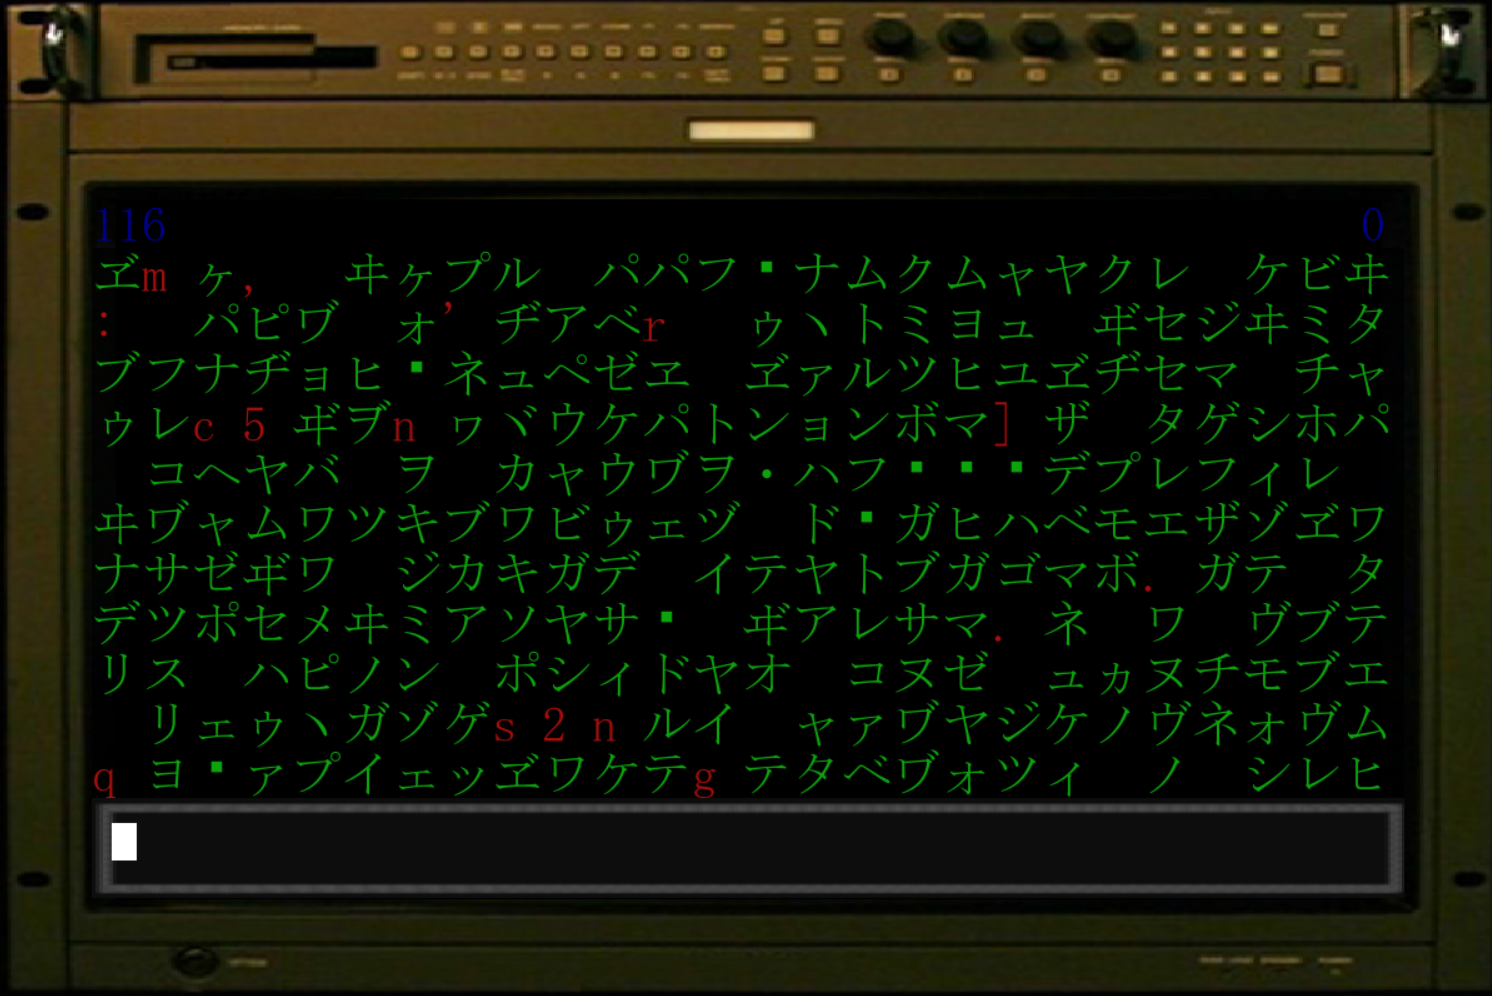 116 0
ヹm ヶ, ヰヶプル パパフ▪ナムクムャヤクレ ケビヰ
: パピワ゛ ォ’ ヂアベr ゥヽトミヨュ ヸセジヰミタ
ブフナヂョヒ▪ネュペゼヱ ヹァルツヒユヹヂセマ チャ
ゥレc 5 ヸヺn ヮヾウケパトンョンボマ] ザ タゲシホパ
コヘヤバ ヲ カャウヷヲ・ハフ▪▪▪デプレフィレ
ヰヷャムワツキブワビゥェヅ ド▪ガヒハベモエザゾヹワ
ナサゼヸワ ジカキガデ イテヤトブガゴマボ. ガテ タ
デツポセメヰミアソヤサ▪ ヸアレサマ. ネ ワ ヴブテ
リス ハピノン ポシィドヤオ コヌゼ ュヵヌチモブエ
リェゥヽガゾゲs 2 n ルイ ャァヷヤジケノヴネォヴム
q ヨ▪ァプイェッヹワケテg テタベヷォツィ ノ シレヒ